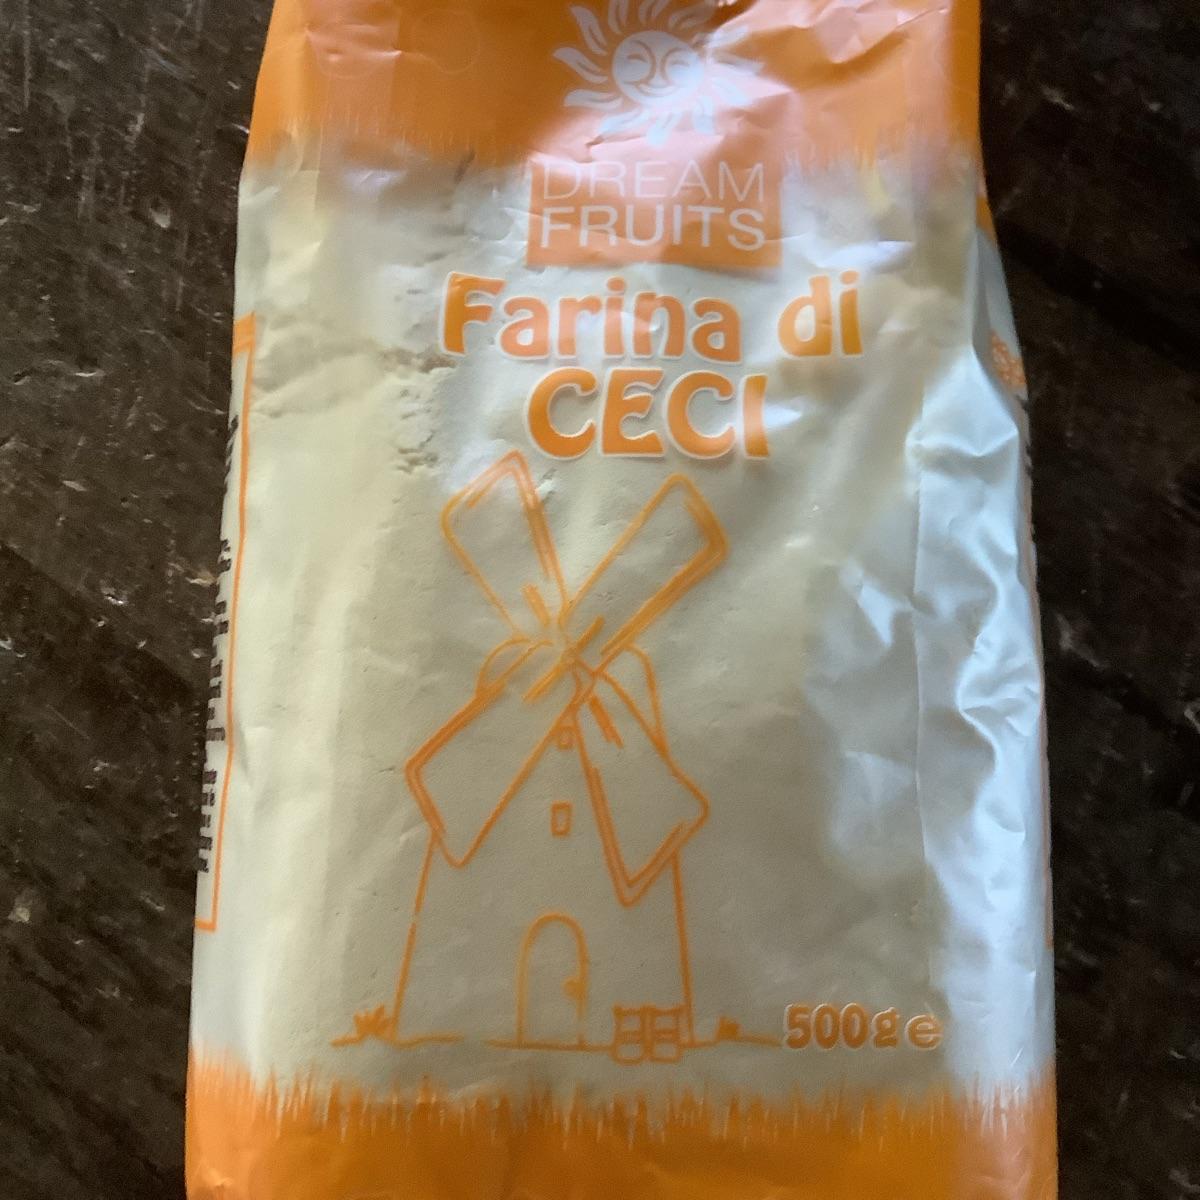 DREAM
FRUITS
Farina di
CECI
500g e